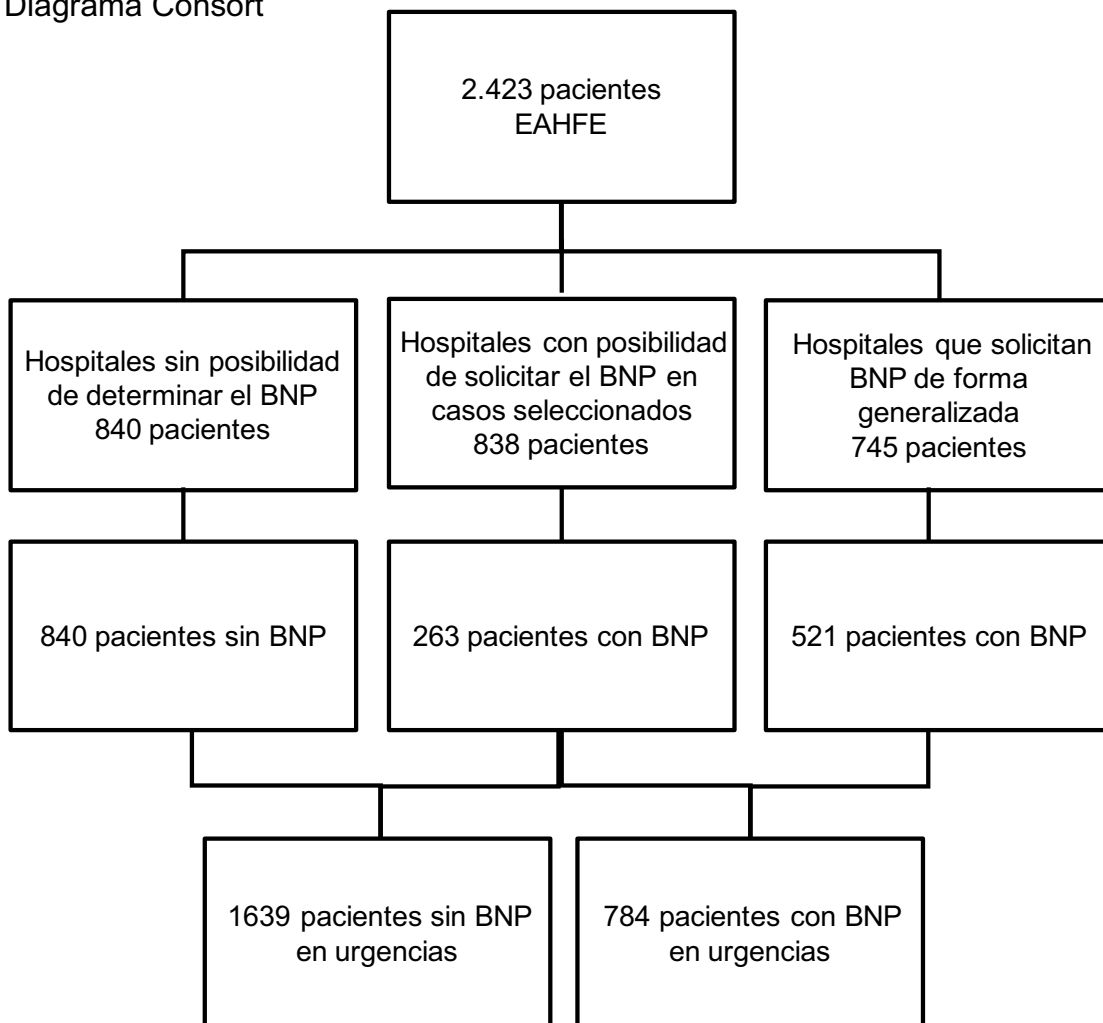 Diagrama Consort
2.423 pacientes
EAHFE
Hospitales sin posibilidad
de determinar el BNP
840 pacientes
Hospitales con posibilidad
de solicitar el BNP en
casos seleccionados
838 pacientes
Hospitales que solicitan
BNP de forma
generalizada
745 pacientes
840 pacientes sin BNP
263 pacientes con BNP
521 pacientes con BNP
1639 pacientes sin BNP
en urgencias
784 pacientes con BNP
en urgencias